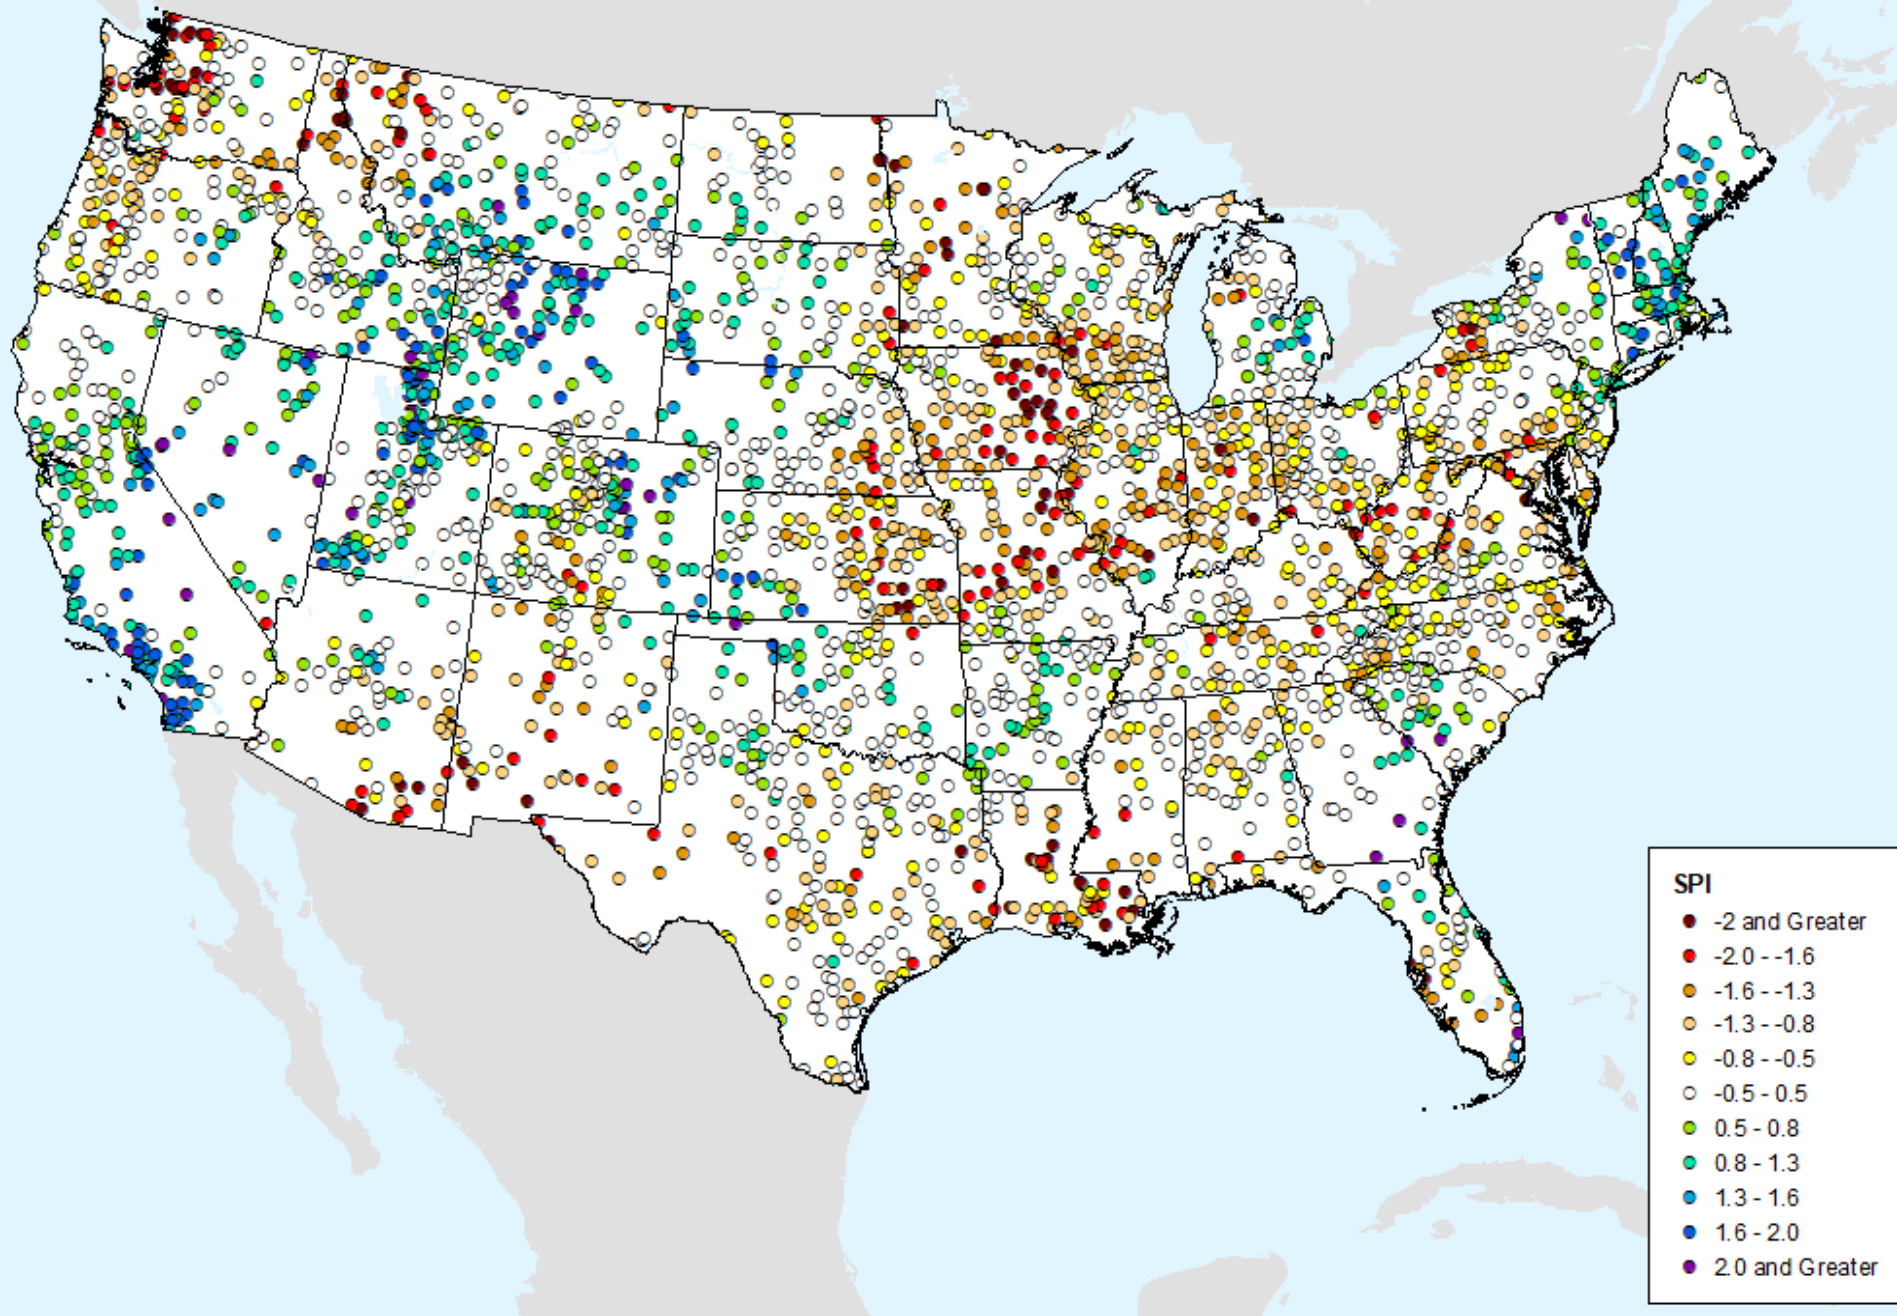 SPI
-2 and Greater
-2.0 - -1.6
-1.6 - -1.3
-1.3 - -0.8
-0.8 - -0.5
-0.5 - 0.5
0.5 - 0.8
0.8 - 1.3
1.3 - 1.6
1.6 - 2.0
2.0 and Greater